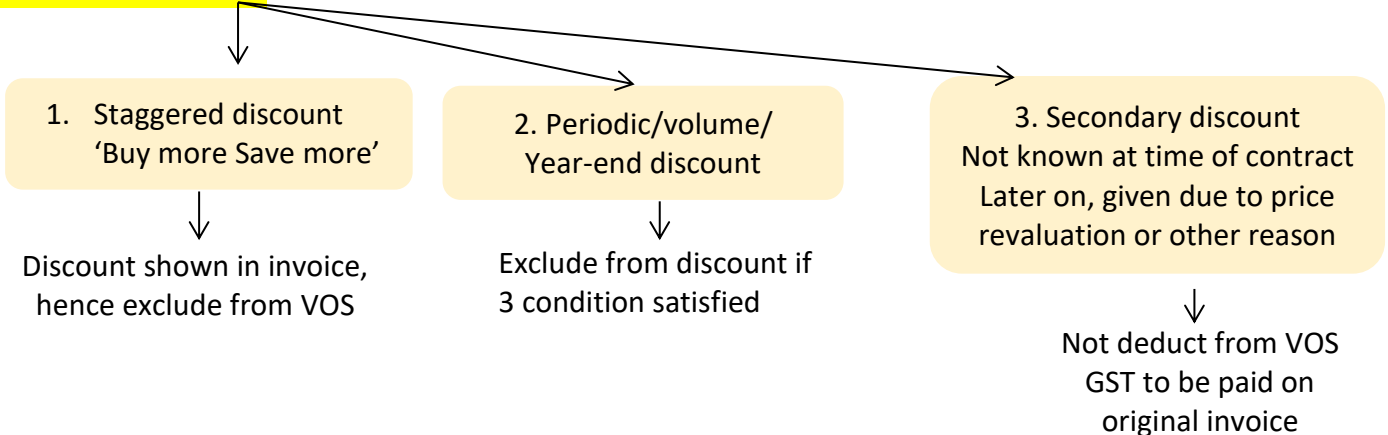 1. Staggered discount
‘Buy more Save more’
Discount shown in invoice,
hence exclude from VOS
2. Periodic/volume/
Year-end discount
Exclude from discount if
3 condition satisfied
3. Secondary discount
Not known at time of contract
Later on, given due to price
revaluation or other reason
Not deduct from VOS
GST to be paid on
original invoice